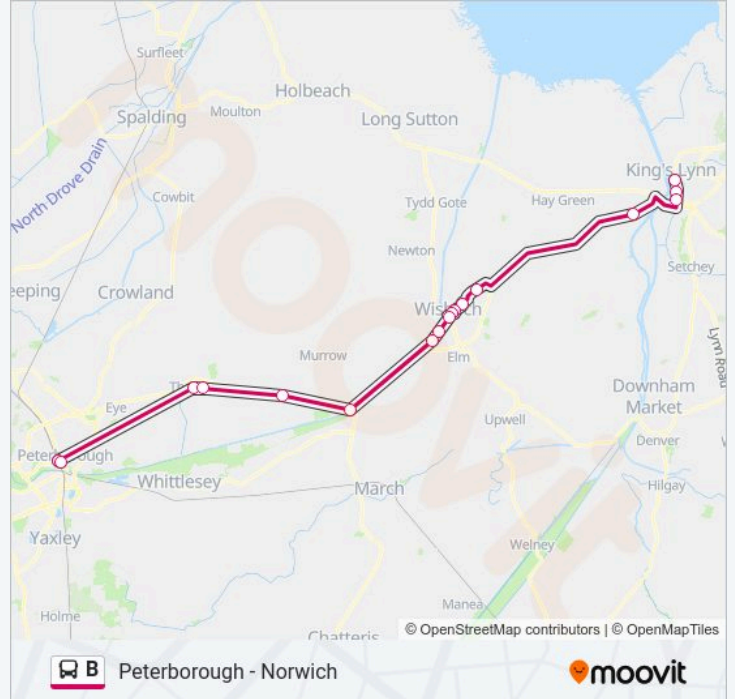 Surfleet
Holbeach
Moulton
Long Sutton
Spalding
North Drove Drain
King's Lynn
Cowbit
Tydd Gote
Hay Green
Newton
Setchey
eeping
Crowland
Lynn Road
Murrow
Elm
Downham
Market
Eye
Upwell
Denver
Whittlesey
March
Hilgay
Yaxley
Welney
Manea
Holme
Chatteris
moovit
© OpenStreetMap contributors | © OpenMapTiles
B
Peterborough - Norwich
moovit